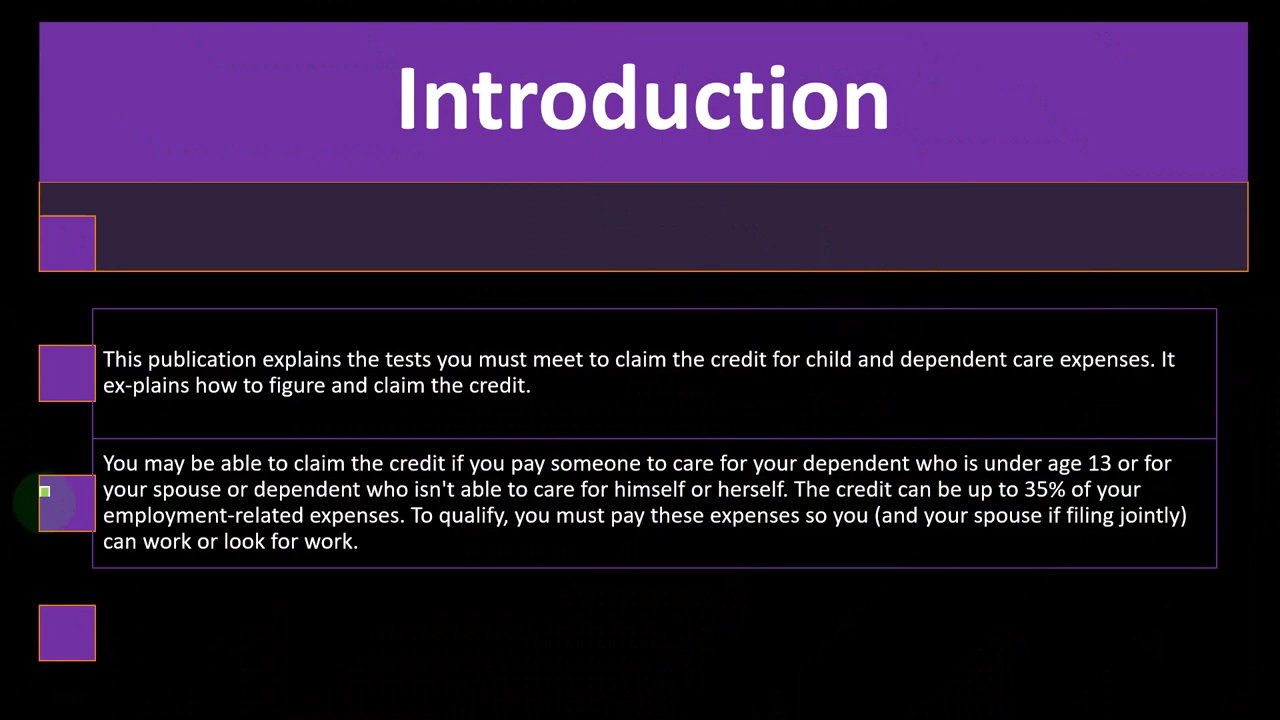 Introduction
This publication explains the tests you must meet to claim the credit for child and dependent care expenses. It
ex-plains how to figure and claim the credit.
You may be able to claim the credit if you pay someone to care for your dependent who is under age 13 or for
your spouse or dependent who isn't able to care for himself or herself. The credit can be up to 35% of your
employment-related expenses. To qualify, you must pay these expenses so you (and your spouse if filing jointly)
can work or look for work.